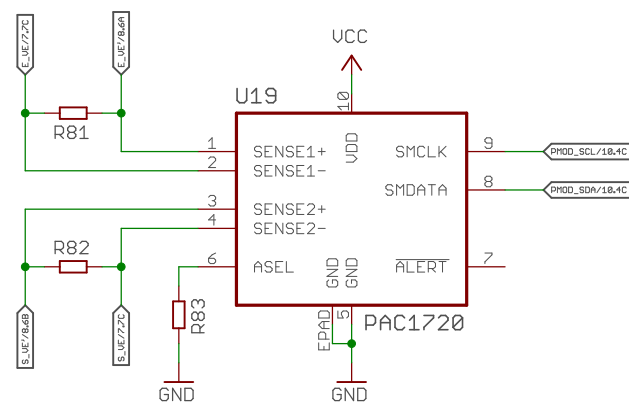 E_VE/7.7C
E_VE'/8.6A
VCC
U19
10
R81
1
SENSE1+
VDD
SMCLK
9
PMOD_SCL/10.4C
2
SENSE1-
3
SENSE2+
SMDATA
8
PMOD_SDA/10.4C
4
SENSE2-
R82
6
ASEL
GND
GND
ALERT
7
S_VE'/8.6B
S_VE/7.7C
R83
EPAD
5
PAC1720
GND
GND